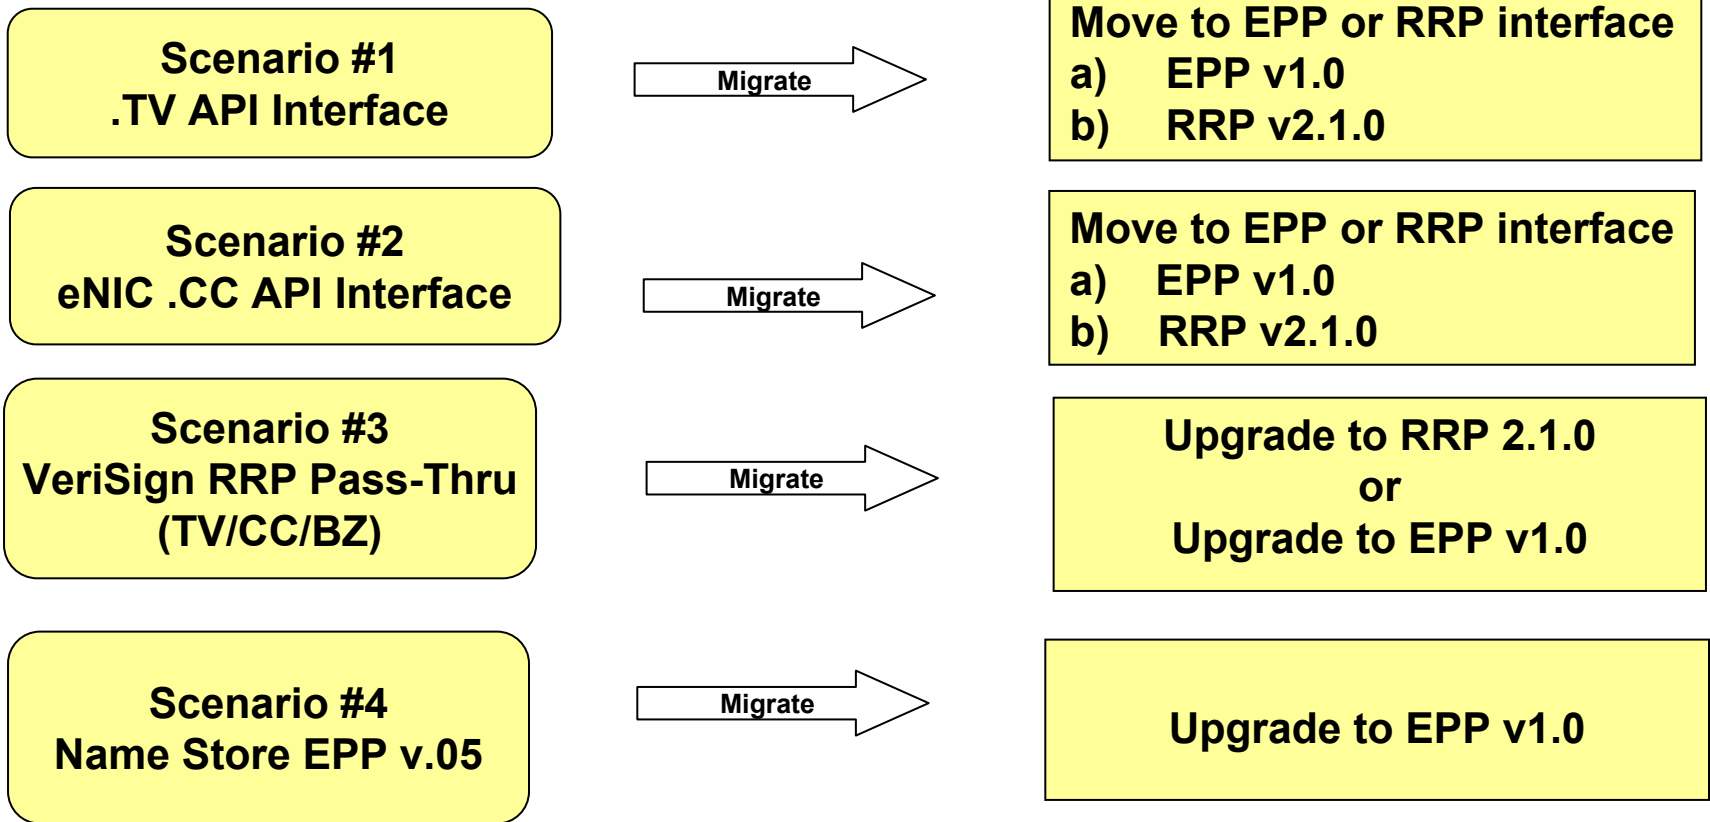 Scenario #1
.TV API Interface
Migrate
Move to EPP or RRP interface
a) EPP v1.0
b) RRP v2.1.0
Scenario #2
eNIC .CC API Interface
Migrate
Move to EPP or RRP interface
a) EPP v1.0
b) RRP v2.1.0
Scenario #3
VeriSign RRP Pass-Thru
(TV/CC/BZ)
Migrate
Upgrade to RRP 2.1.0
or
Upgrade to EPP v1.0
Scenario #4
Name Store EPP v.05
Migrate
Upgrade to EPP v1.0